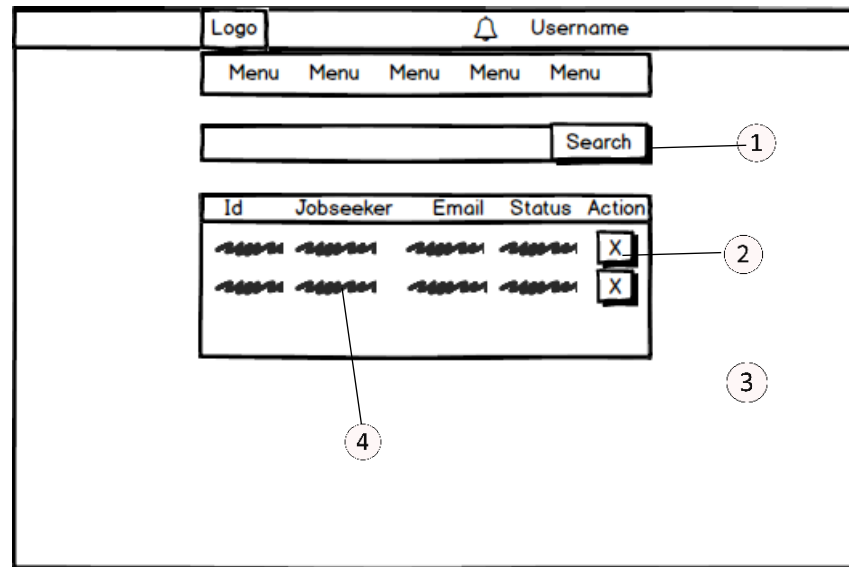 Logo Username
Menu Menu Menu Menu Menu
Search 1
Id Jobseeker Email Status Action
X 2
X
3
4